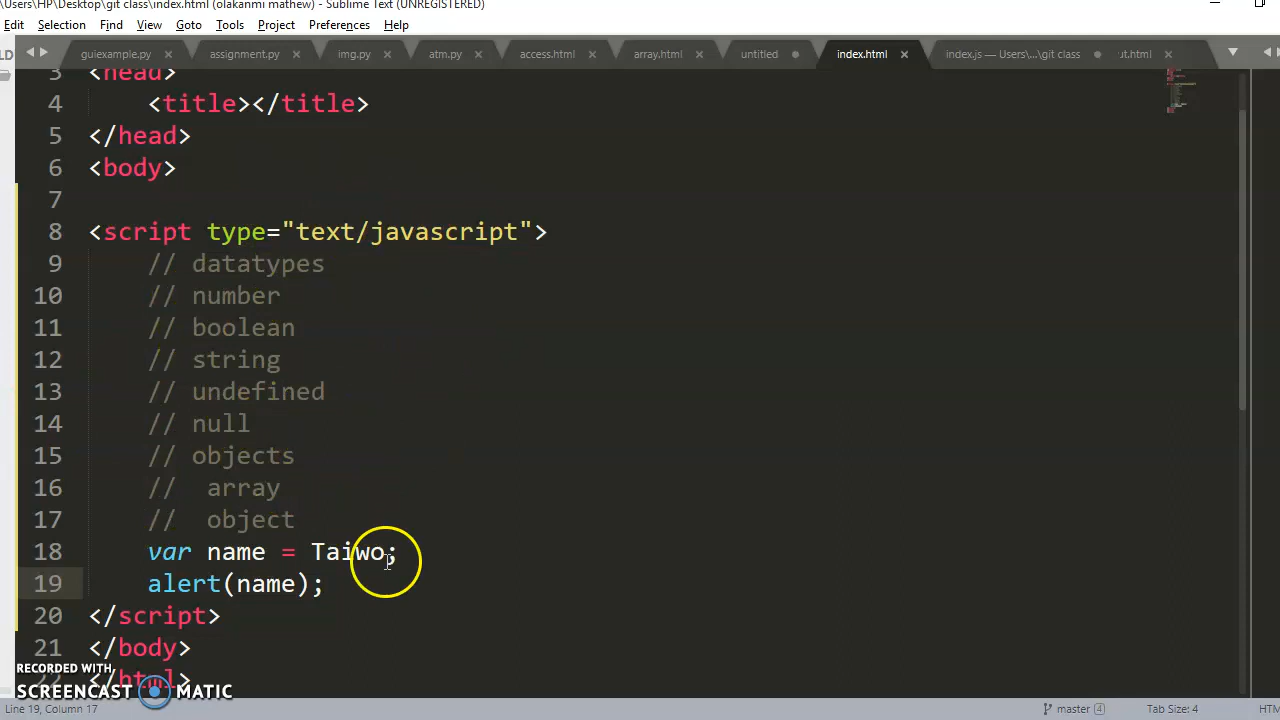 \Users\HP\Desktop\git class\index.html (olakanmi mathew) - Sublime Text (UNREGISTERED)
Edit Selection Find View Goto Tools Project Preferences Help
guiexample.py assignment.py img.py atm.py access.html array.html untitled index.html index.js — Users\...\git class ut.html
3 <head>
4 <title></title>
5 </head>
6 <body>
7
8 <script type="text/javascript">
9 // datatypes
10 // number
11 // boolean
12 // string
13 // undefined
14 // null
15 // objects
16 // array
17 // object
18 var name = Taiwo;
19 alert(name);
20 </script>
21 </body>
22 </html>
RECORDED WITH
SCREENCAST MATIC
Line 19, Column 17 master 4 Tab Size: 4 HTM